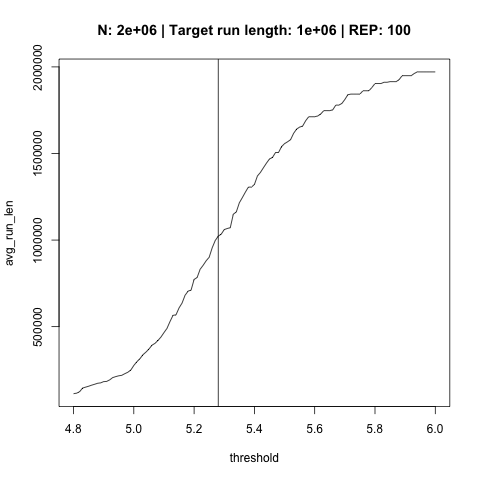 N: 2e+06 | Target run length: 1e+06 | REP: 100
2000000
1500000
1000000
500000
avg_run_len
4.8 5.0 5.2 5.4 5.6 5.8 6.0
threshold